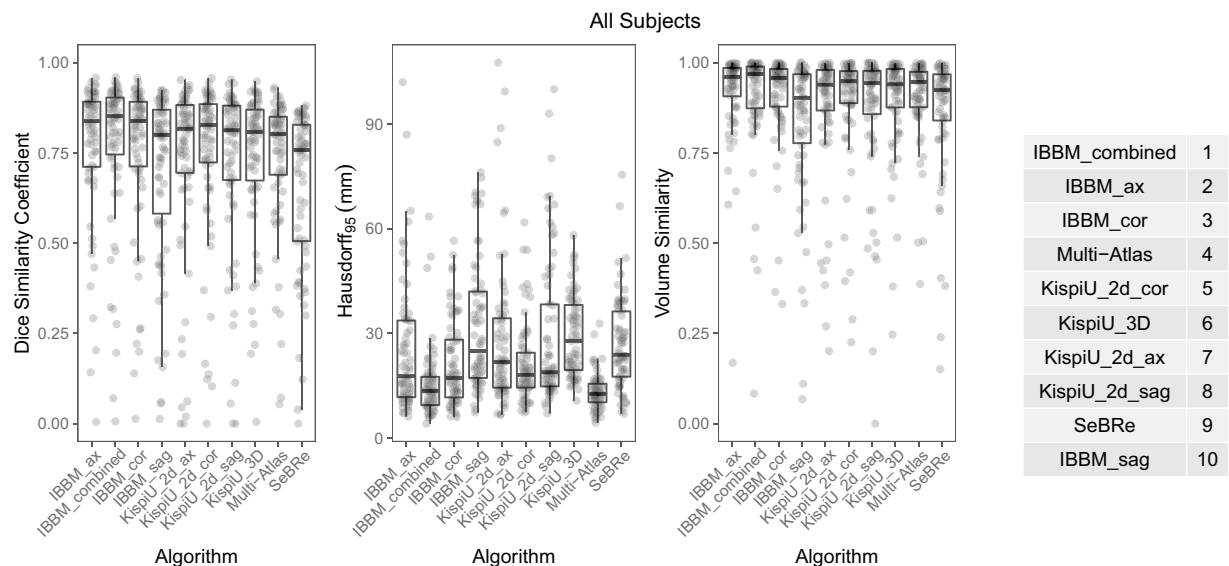 All Subjects
Dice Similarity Coefficient
1.00
0.75
0.50
0.25
0.00
IBBM_ax
IBBM_combined
IBBM_cor
IBBM_sag
KispiU_2d_ax
KispiU_2d_cor
KispiU_2d_sag
KispiU_3D
Multi−Atlas
SeBRe
Algorithm
Hausdorff95 (mm)
90
60
30
0
IBBM_ax
IBBM_combined
IBBM_cor
IBBM_sag
KispiU_2d_ax
KispiU_2d_cor
KispiU_2d_sag
KispiU_3D
Multi−Atlas
SeBRe
Algorithm
Volume Similarity
1.00
0.75
0.50
0.25
0.00
IBBM_ax
IBBM_combined
IBBM_cor
IBBM_sag
KispiU_2d_ax
KispiU_2d_cor
KispiU_2d_sag
KispiU_3D
Multi−Atlas
SeBRe
Algorithm
IBBM_combined 1
IBBM_ax 2
IBBM_cor 3
Multi−Atlas 4
KispiU_2d_cor 5
KispiU_3D 6
KispiU_2d_ax 7
KispiU_2d_sag 8
SeBRe 9
IBBM_sag 10